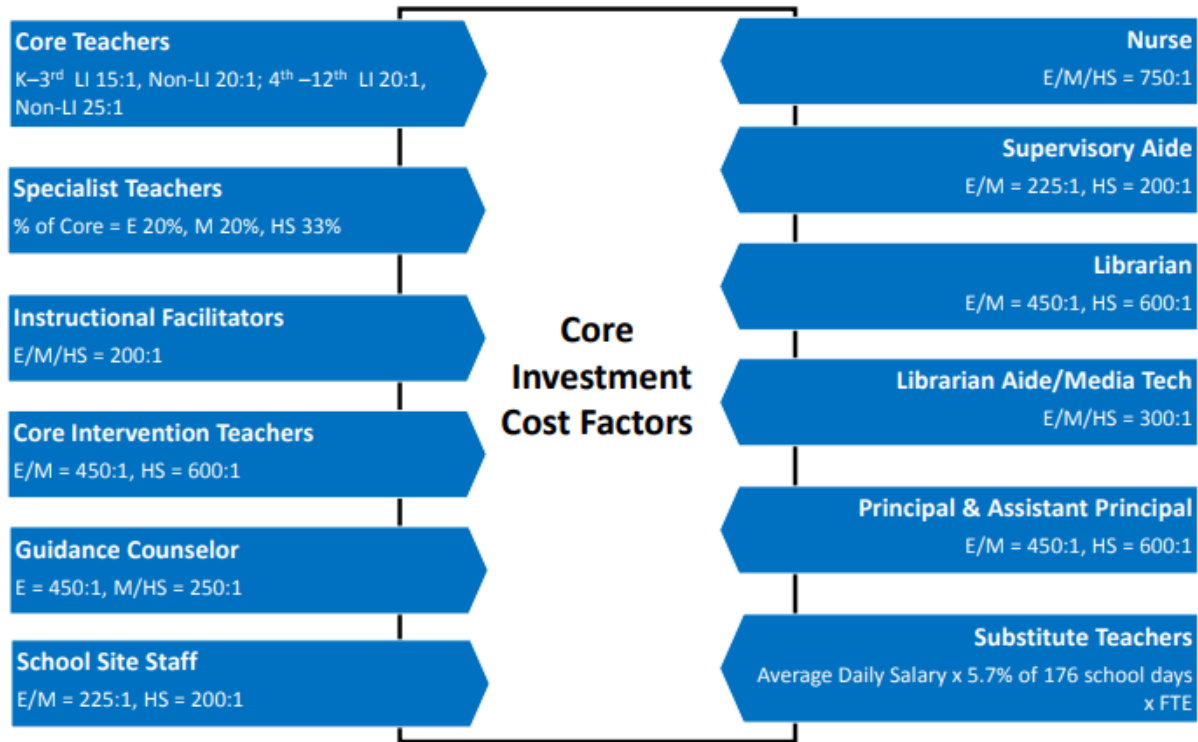 Core Teachers
K–3rd LI 15:1, Non-LI 20:1; 4th –12th LI 20:1,
Non-LI 25:1
Specialist Teachers
% of Core = E 20%, M 20%, HS 33%
Instructional Facilitators
E/M/HS = 200:1
Core Intervention Teachers
E/M = 450:1, HS = 600:1
Guidance Counselor
E = 450:1, M/HS = 250:1
School Site Staff
E/M = 225:1, HS = 200:1
Core
Investment
Cost Factors
Nurse
E/M/HS = 750:1
Supervisory Aide
E/M = 225:1, HS = 200:1
Librarian
E/M = 450:1, HS = 600:1
Librarian Aide/Media Tech
E/M/HS = 300:1
Principal & Assistant Principal
E/M = 450:1, HS = 600:1
Substitute Teachers
Average Daily Salary x 5.7% of 176 school days
x FTE